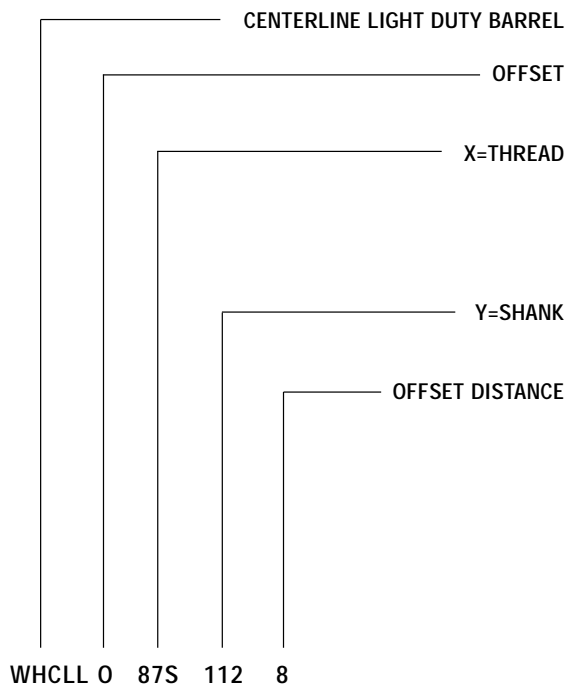 CENTERLINE LIGHT DUTY BARREL
OFFSET
X=THREAD
Y=SHANK
OFFSET DISTANCE
WHCLL O 87S 112 8